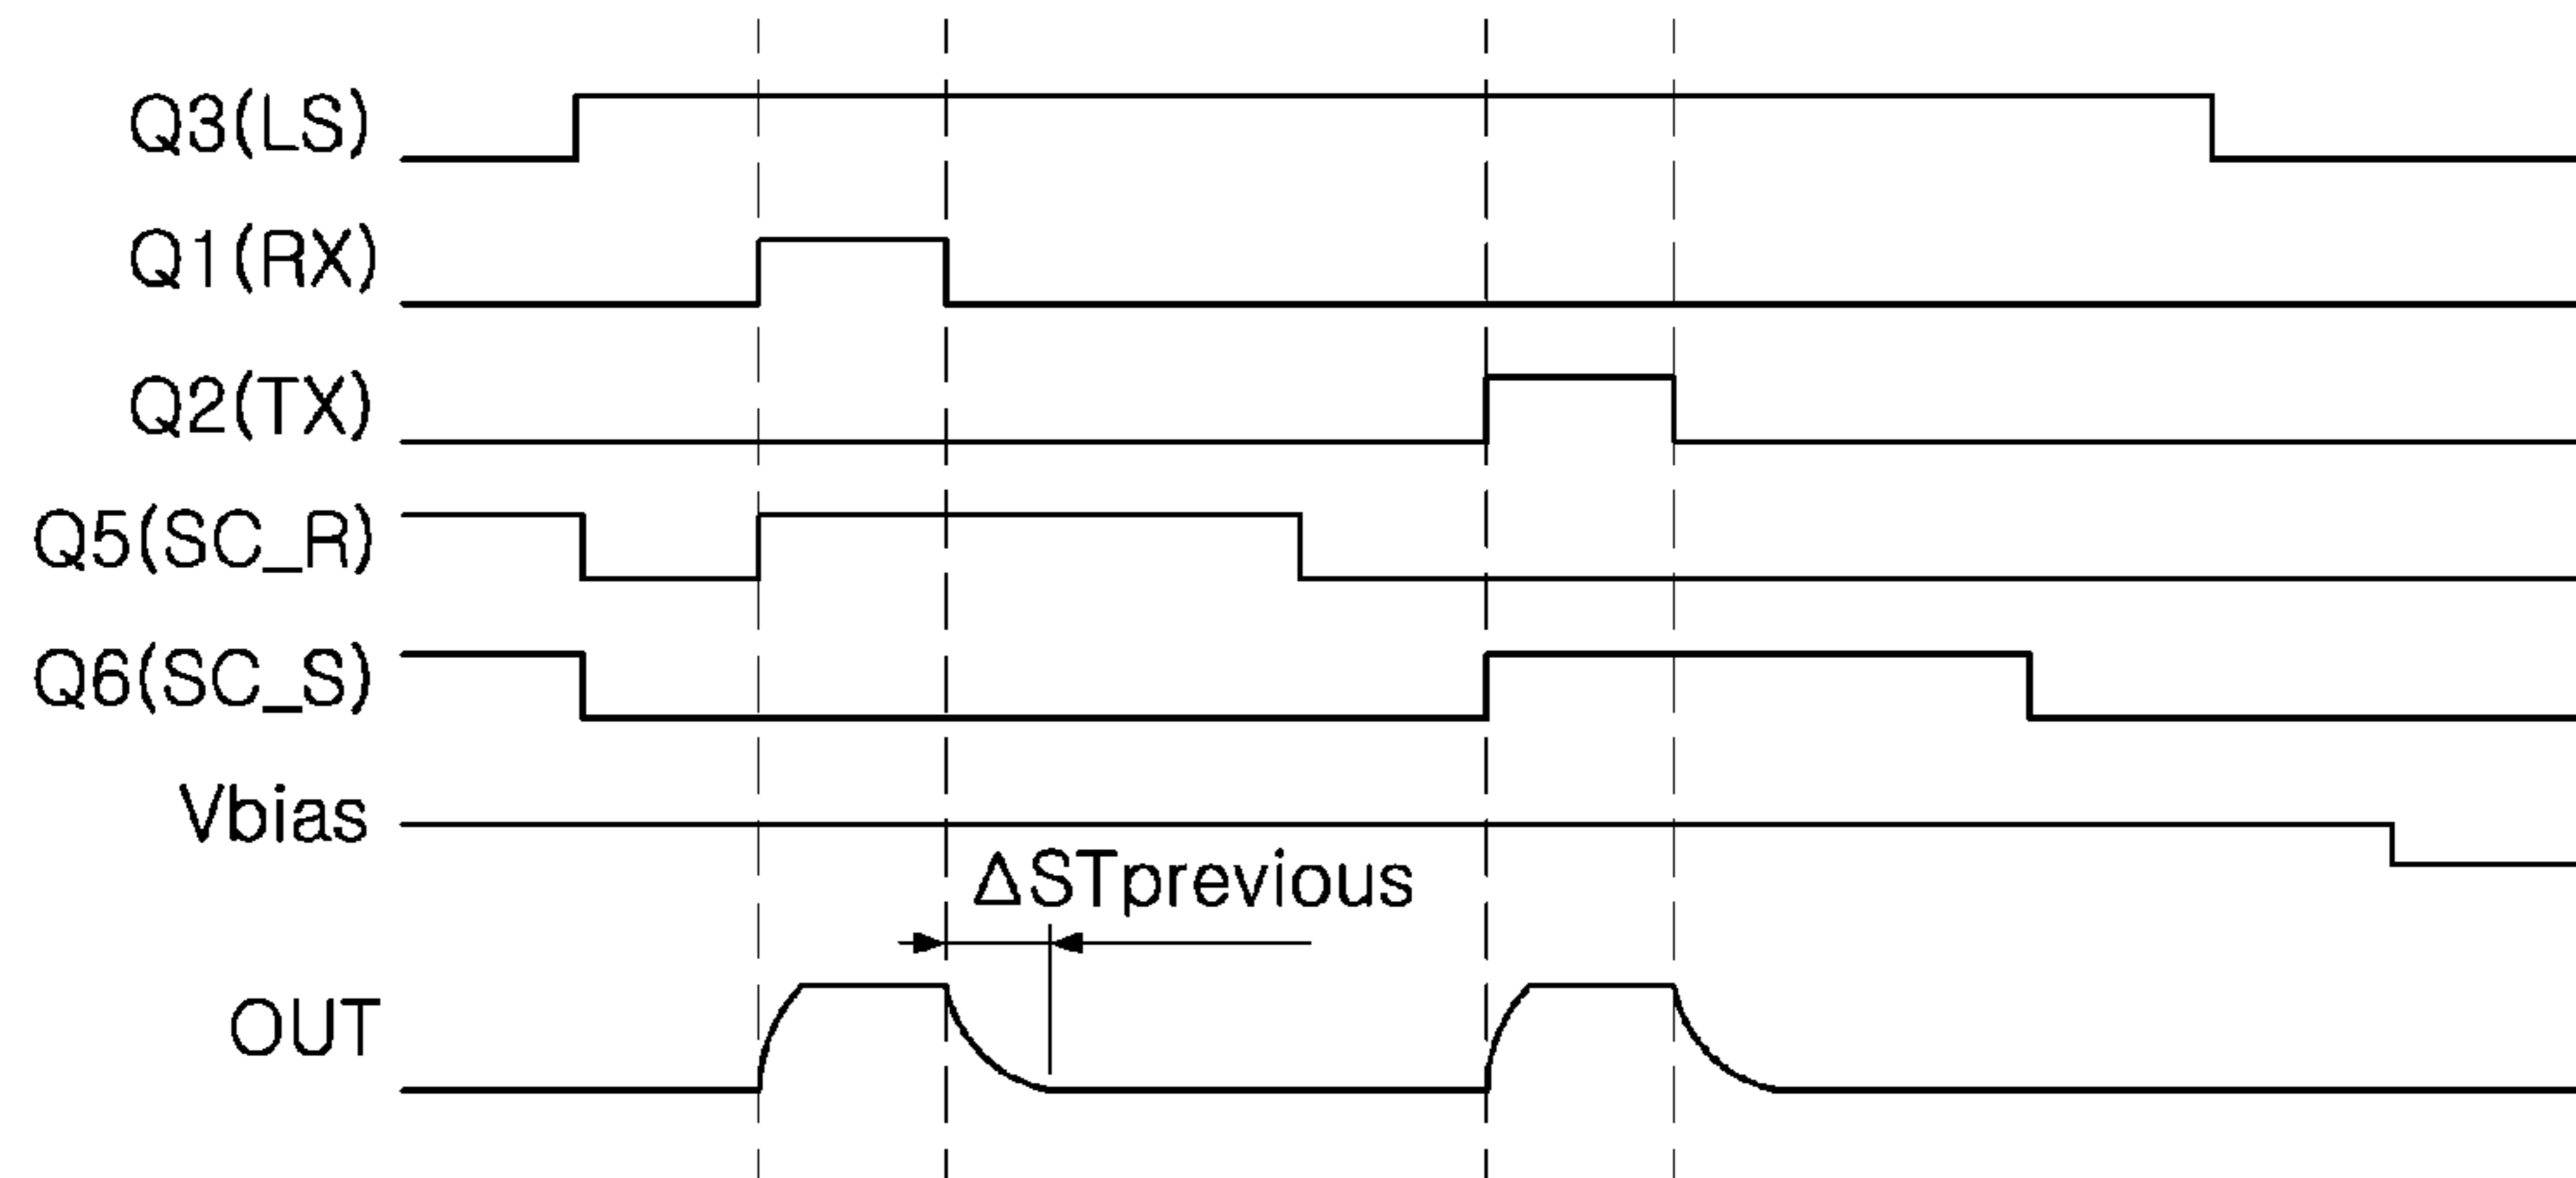 Q3(LS)
Q1(RX)
Q2(TX)
Q5(SC_R)
Q6(SC_S)
Vbias
ΔSTprevious
OUT